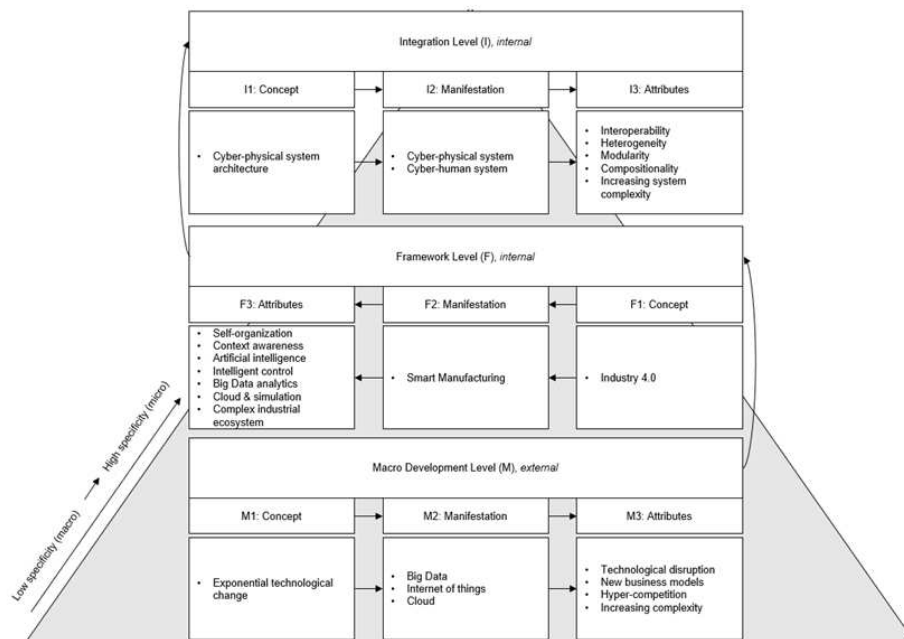 Integration Level (I), internal
I1: Concept
I2: Manifestation
I3: Attributes
• Cyber-physical system
architecture
• Cyber-physical system
• Cyber-human system
• Interoperability
• Heterogeneity
• Modularity
• Compositionality
• Increasing system
complexity
Framework Level (F), internal
F3: Attributes
F2: Manifestation
F1: Concept
• Self-organization
• Context awareness
• Artificial intelligence
• Intelligent control
• Big Data analytics
• Cloud & simulation
• Complex industrial
ecosystem
• Smart Manufacturing
• Industry 4.0
Low specificity (macro)
High specificity (micro)
Macro Development Level (M), external
M1: Concept
M2: Manifestation
M3: Attributes
• Exponential technological
change
• Big Data
• Internet of things
• Cloud
• Technological disruption
• New business models
• Hyper-competition
• Increasing complexity